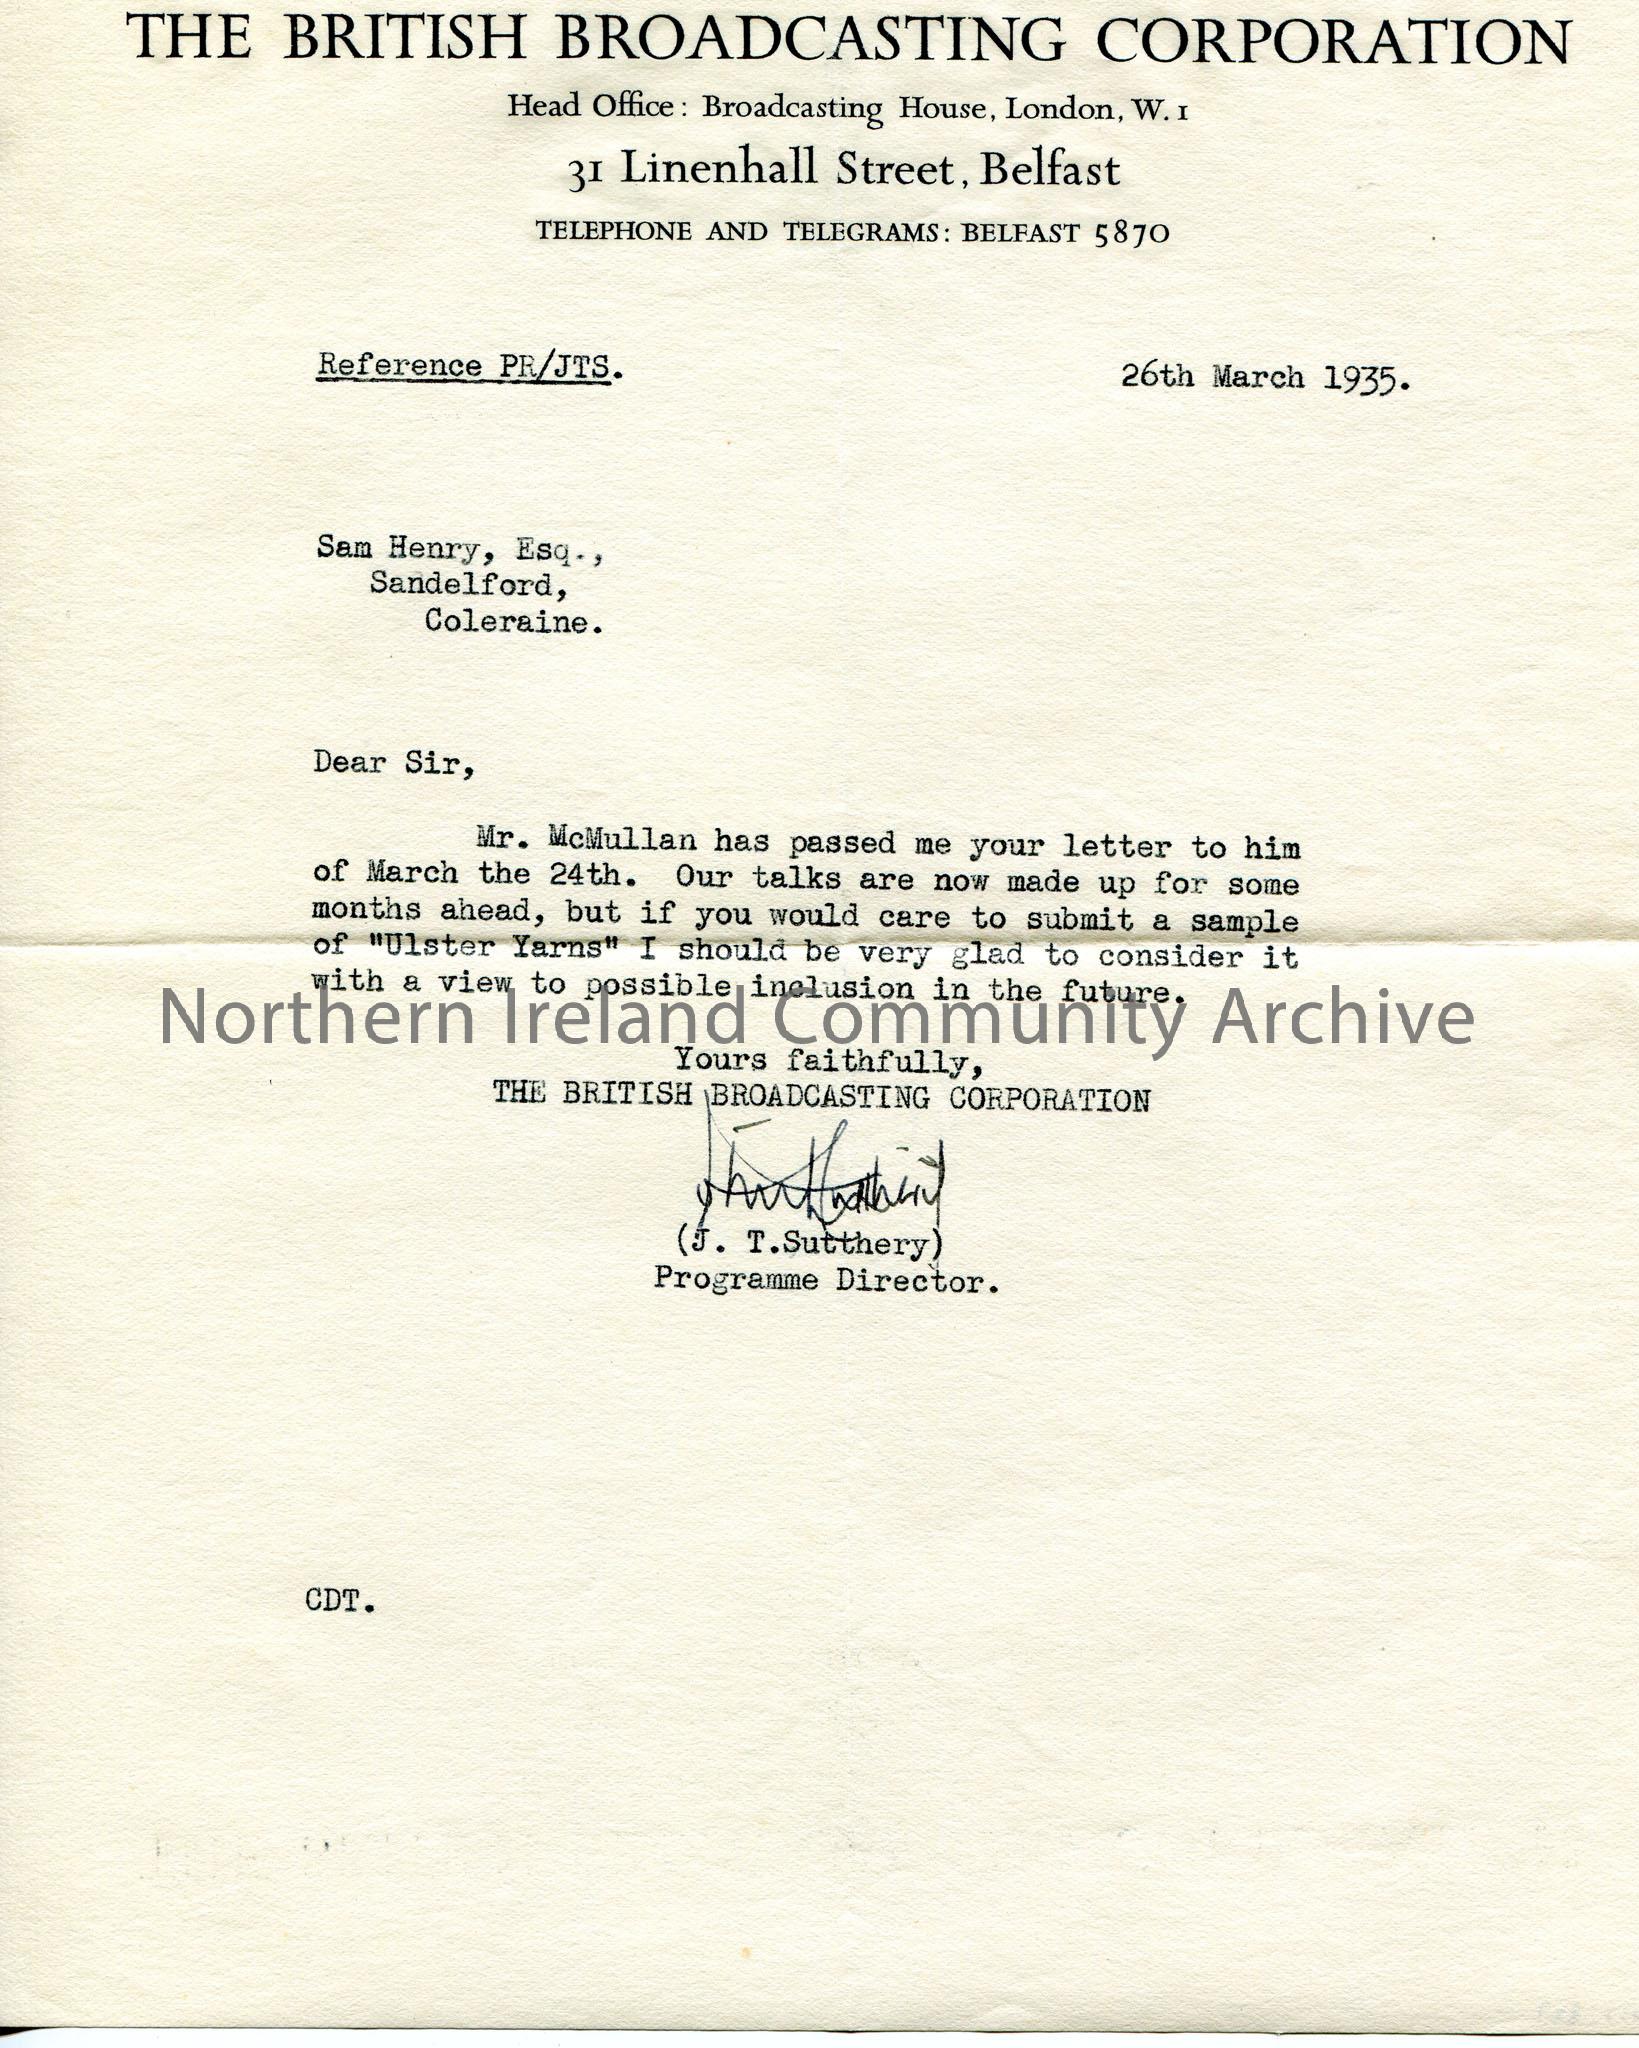 THE BRITISH BROADCASTING CORPORATION
Head Office: Broadcasting House, London, W. 1
31 Linenhall Street, Belfast
TELEPHONE AND TELEGRAMS: BELFAST 5870
Reference PR/JTS.
26th March 1935.
Sam Henry, Esq.,
Sandelford,
Coleraine.
Dear Sir,
Mr. McMullan has passed me your letter to him
of March the 24th. Our talks are now made up for some
months ahead, but if you would care to submit a sample
of "Ulster Yarns" I should be very glad to consider it
with a view to possible inclusion in the future.
Northern Ireland Community Archive
Yours faithfully,
THE BRITISH BROADCASTING CORPORATION
John Sutthery
(J. T.Sutthery)
Programme Director.
CDT.